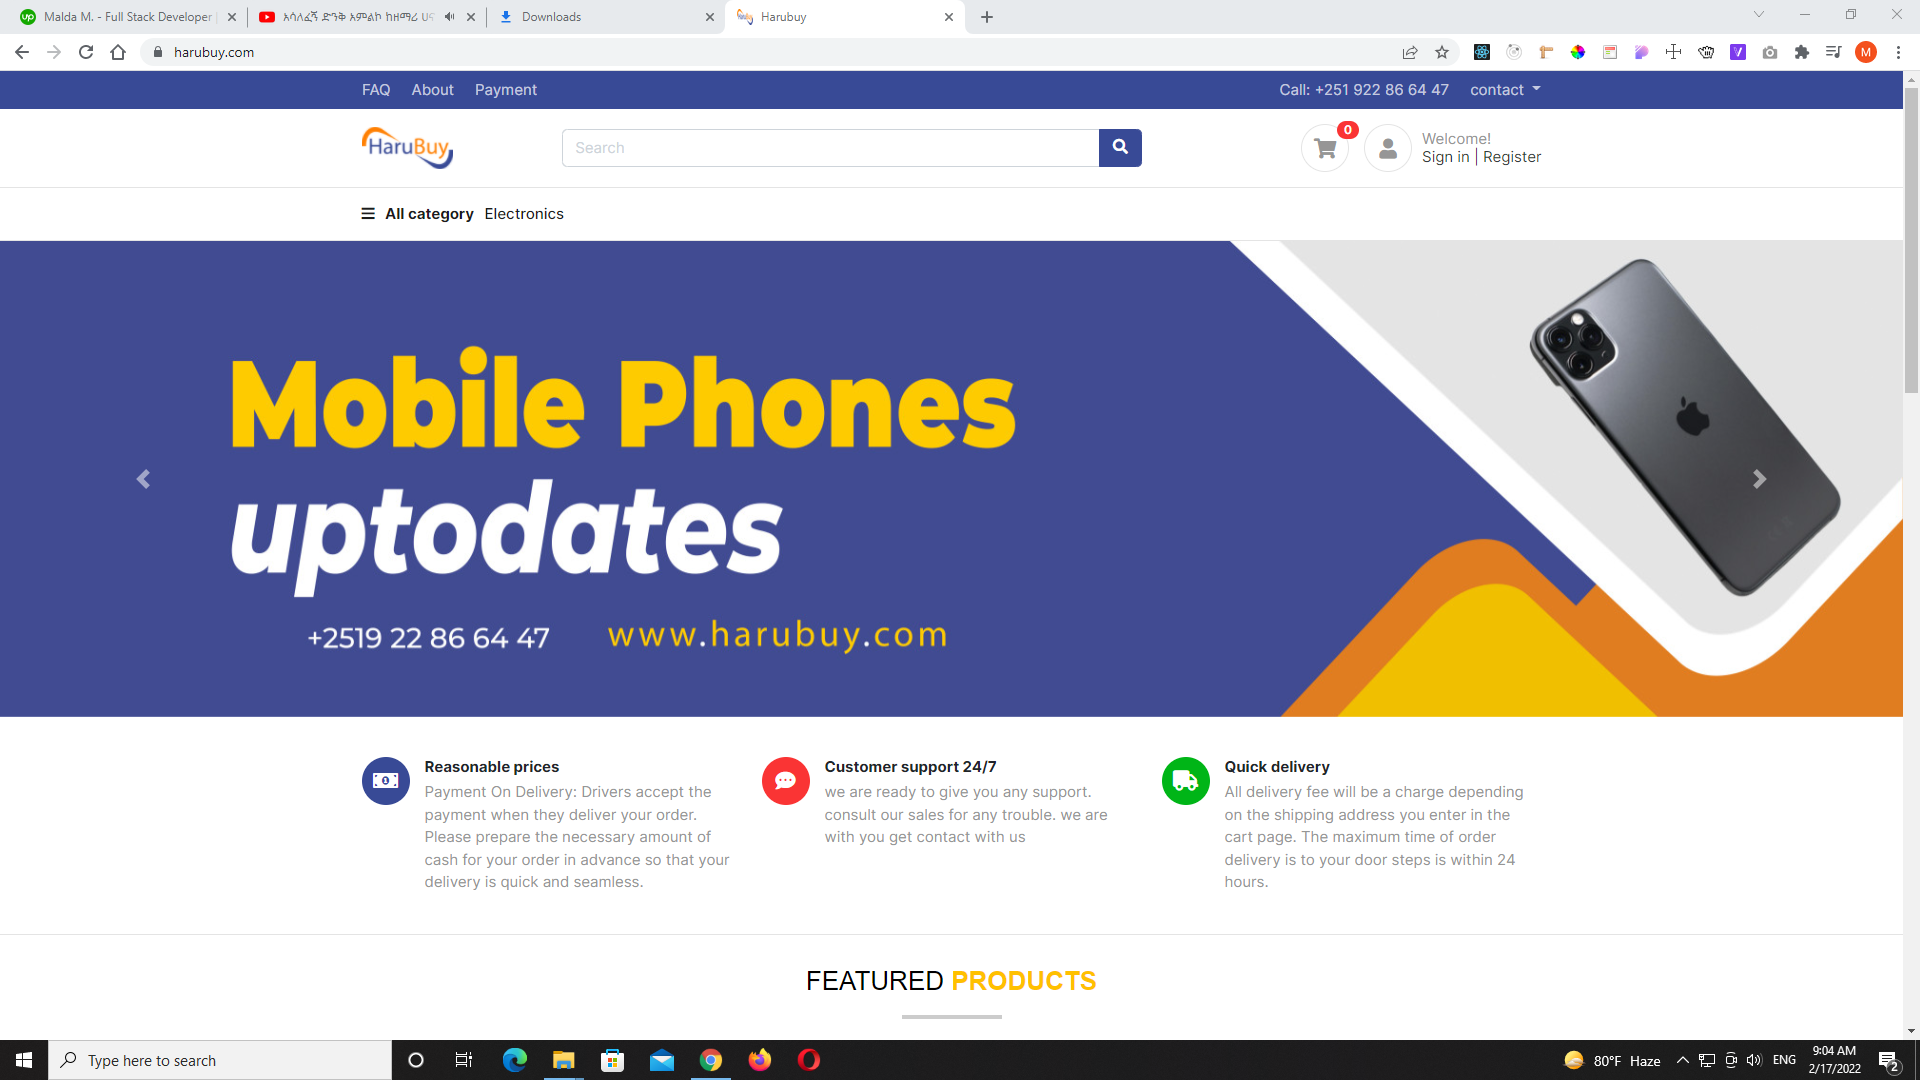 Malda M. - Full Stack Developer
አሳለፈኝ ድንቅ አምልኮ ከዘማሪ ሀና
Downloads
Harubuy
harubuy.com
M
FAQ About Payment
Call: +251 922 86 64 47 contact
HaruBuy
Search
0
Welcome!
Sign in | Register
All category Electronics
Mobile Phones
uptodates
+2519 22 86 64 47 www.harubuy.com
Reasonable prices
Payment On Delivery: Drivers accept the
payment when they deliver your order.
Please prepare the necessary amount of
cash for your order in advance so that your
delivery is quick and seamless.
Customer support 24/7
we are ready to give you any support.
consult our sales for any trouble. we are
with you get contact with us
Quick delivery
All delivery fee will be a charge depending
on the shipping address you enter in the
cart page. The maximum time of order
delivery is to your door steps is within 24
hours.
FEATURED PRODUCTS
Type here to search
80°F Haze
ENG
9:04 AM
2/17/2022
2